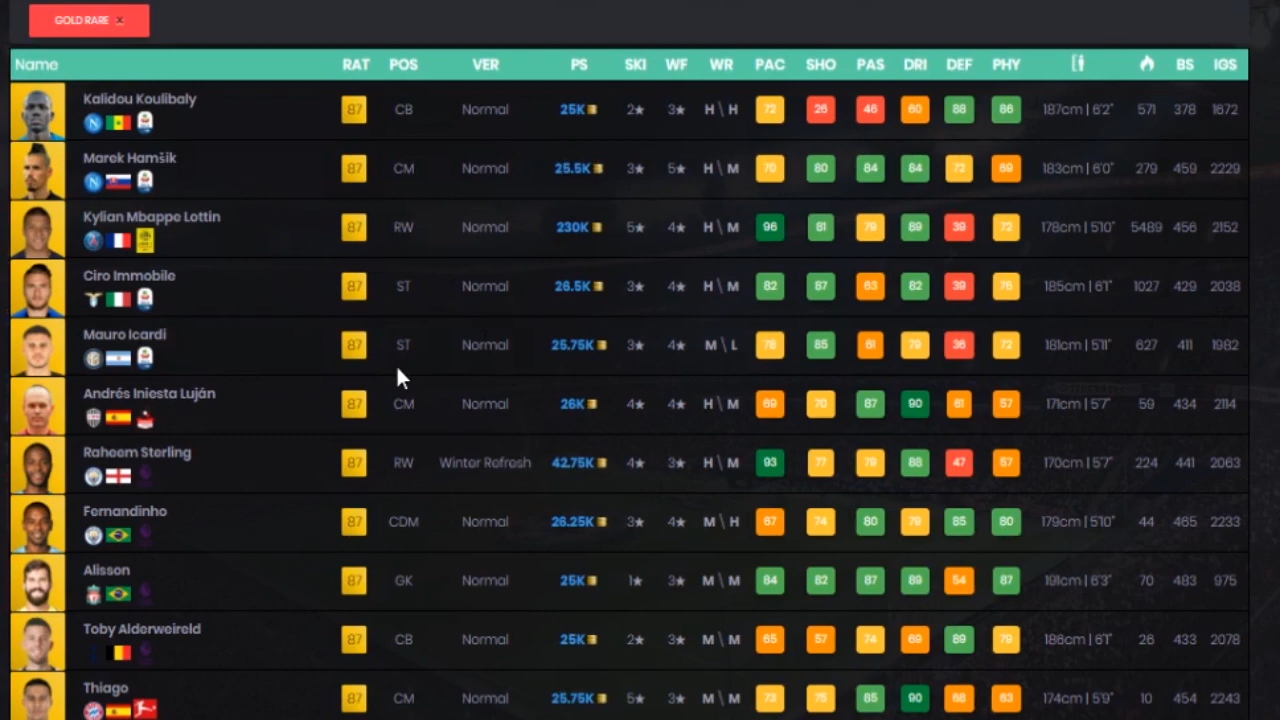 GOLD RARE ×
Name RAT POS VER PS SKI WF WR PAC SHO PAS DRI DEF PHY BS IGS
Kalidou Koulibaly
87 CB Normal 25K 2★ 3★ H \ H 72 26 46 60 88 86 187cm | 6'2" 571 378 1672
Marek Hamšik
87 CM Normal 25.5K 3★ 5★ H \ M 70 80 84 84 72 69 183cm | 6'0" 279 459 2229
Kylian Mbappe Lottin
87 RW Normal 230K 5★ 4★ H \ M 96 81 79 89 39 72 178cm | 5'10" 5489 456 2152
Ciro Immobile
87 ST Normal 26.5K 3★ 4★ H \ M 82 87 63 82 39 76 185cm | 6'1" 1027 429 2038
Mauro Icardi
87 ST Normal 25.75K 3★ 4★ M \ L 78 85 61 79 36 72 181cm | 5'11" 627 411 1982
Andrés Iniesta Luján
87 CM Normal 26K 4★ 4★ H \ M 69 70 87 90 61 57 171cm | 5'7" 59 434 2114
Raheem Sterling
87 RW Winter Refresh 42.75K 4★ 3★ H \ M 93 77 79 88 47 57 170cm | 5'7" 224 441 2063
Fernandinho
87 CDM Normal 26.25K 3★ 4★ M \ H 67 74 80 79 85 80 179cm | 5'10" 44 465 2233
Alisson
87 GK Normal 25K 1★ 3★ M \ M 84 82 87 89 54 87 191cm | 6'3" 70 483 975
Toby Alderweireld
87 CB Normal 25K 2★ 3★ M \ M 65 57 74 69 89 79 186cm | 6'1" 26 433 2078
Thiago
87 CM Normal 25.75K 5★ 3★ M \ M 73 75 85 90 68 63 174cm | 5'9" 10 454 2243